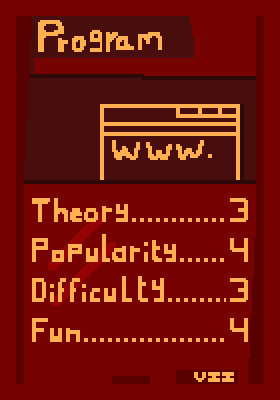 Program
www.
Theory............3
Popularity......4
Difficulty........3
Fun.................4
VII